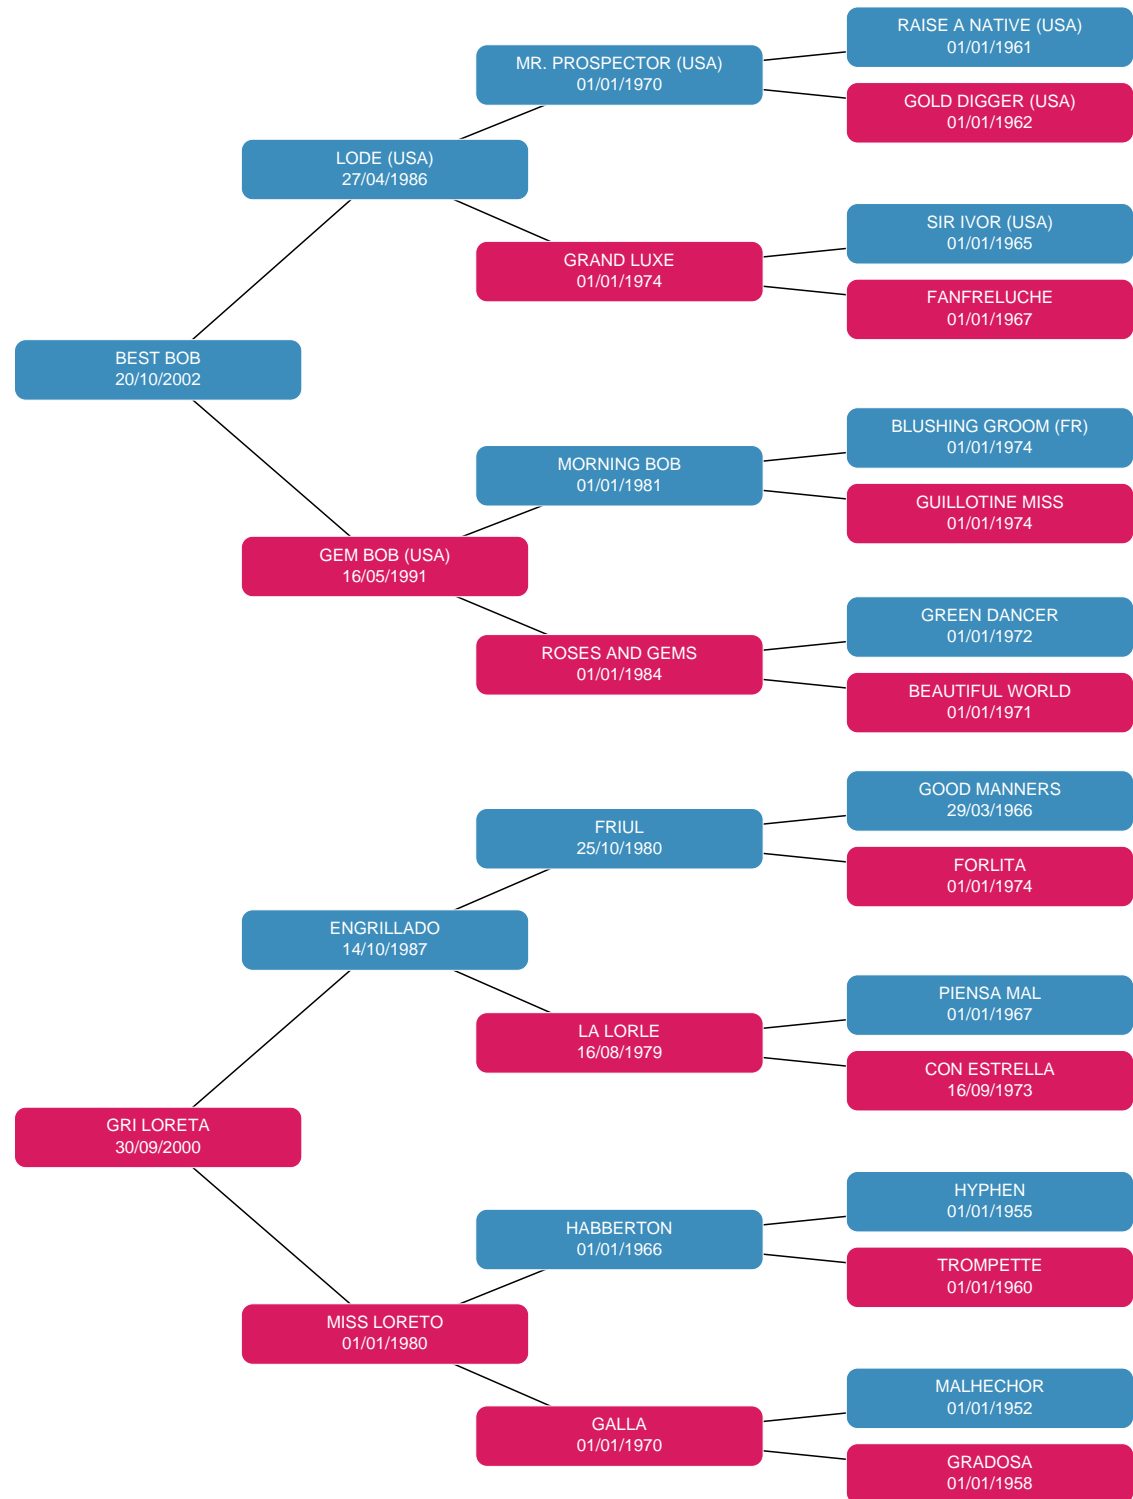 RAISE A NATIVE (USA)
01/01/1961
MR. PROSPECTOR (USA)
01/01/1970
GOLD DIGGER (USA)
01/01/1962
LODE (USA)
27/04/1986
SIR IVOR (USA)
01/01/1965
GRAND LUXE
01/01/1974
FANFRELUCHE
01/01/1967
BEST BOB
20/10/2002
BLUSHING GROOM (FR)
01/01/1974
MORNING BOB
01/01/1981
GUILLOTINE MISS
01/01/1974
GEM BOB (USA)
16/05/1991
GREEN DANCER
01/01/1972
ROSES AND GEMS
01/01/1984
BEAUTIFUL WORLD
01/01/1971
GOOD MANNERS
29/03/1966
FRIUL
25/10/1980
FORLITA
01/01/1974
ENGRILLADO
14/10/1987
PIENSA MAL
01/01/1967
LA LORLE
16/08/1979
CON ESTRELLA
16/09/1973
GRI LORETA
30/09/2000
HYPHEN
01/01/1955
HABBERTON
01/01/1966
TROMPETTE
01/01/1960
MISS LORETO
01/01/1980
MALHECHOR
01/01/1952
GALLA
01/01/1970
GRADOSA
01/01/1958